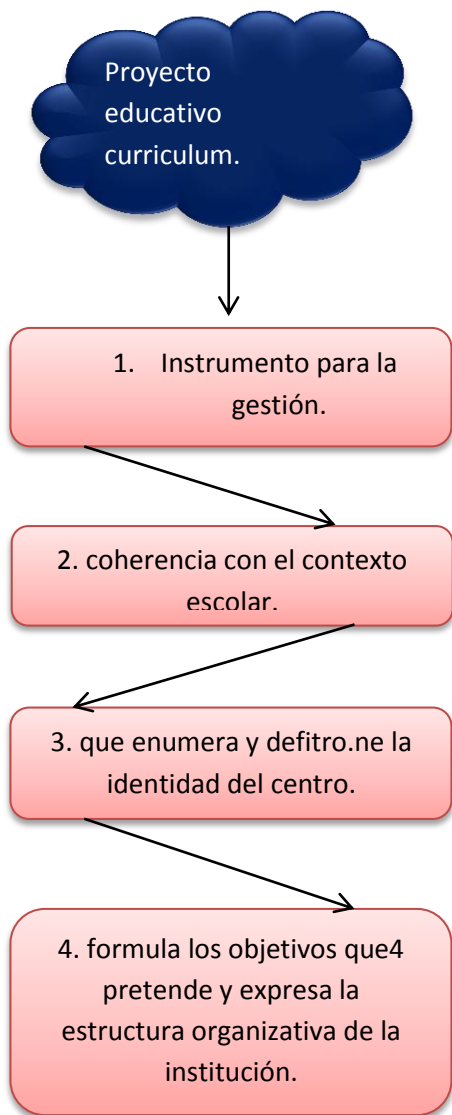 Proyecto
educativo
curriculum.
1. Instrumento para la
gestión.
2. coherencia con el contexto
escolar.
3. que enumera y defitro.ne la
identidad del centro.
4. formula los objetivos que4
pretende y expresa la
estructura organizativa de la
institución.